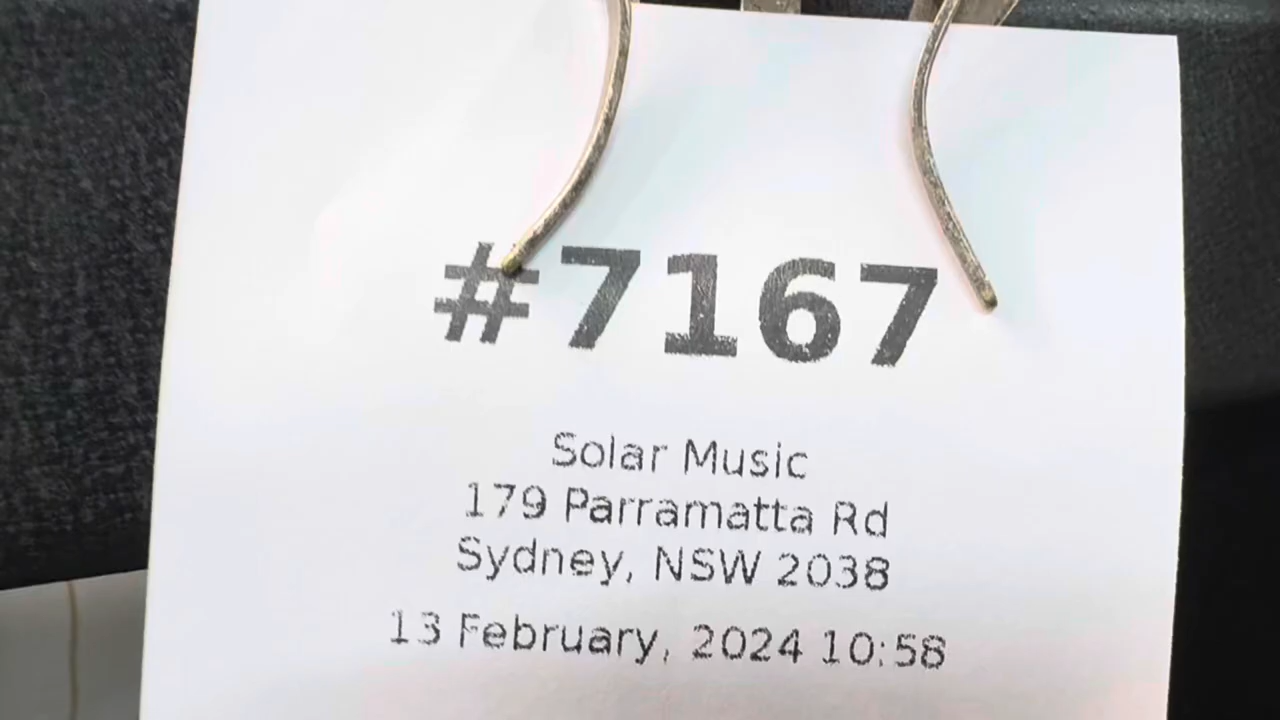 #7167
Solar Music
179 Parramatta Rd
Sydney, NSW 2038
13 February, 2024 10:58